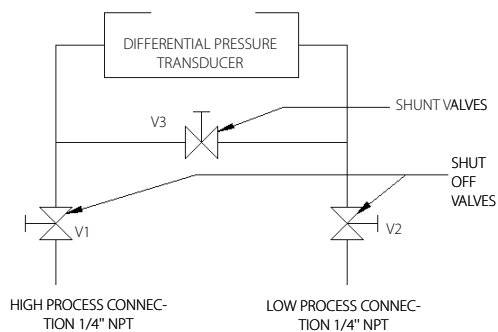 DIFFERENTIAL PRESSURE
TRANSDUCER
V3
SHUNT VALVES
SHUT
OFF
VALVES
V1
V2
HIGH PROCESS CONNEC-
TION 1/4" NPT
LOW PROCESS CONNEC-
TION 1/4" NPT